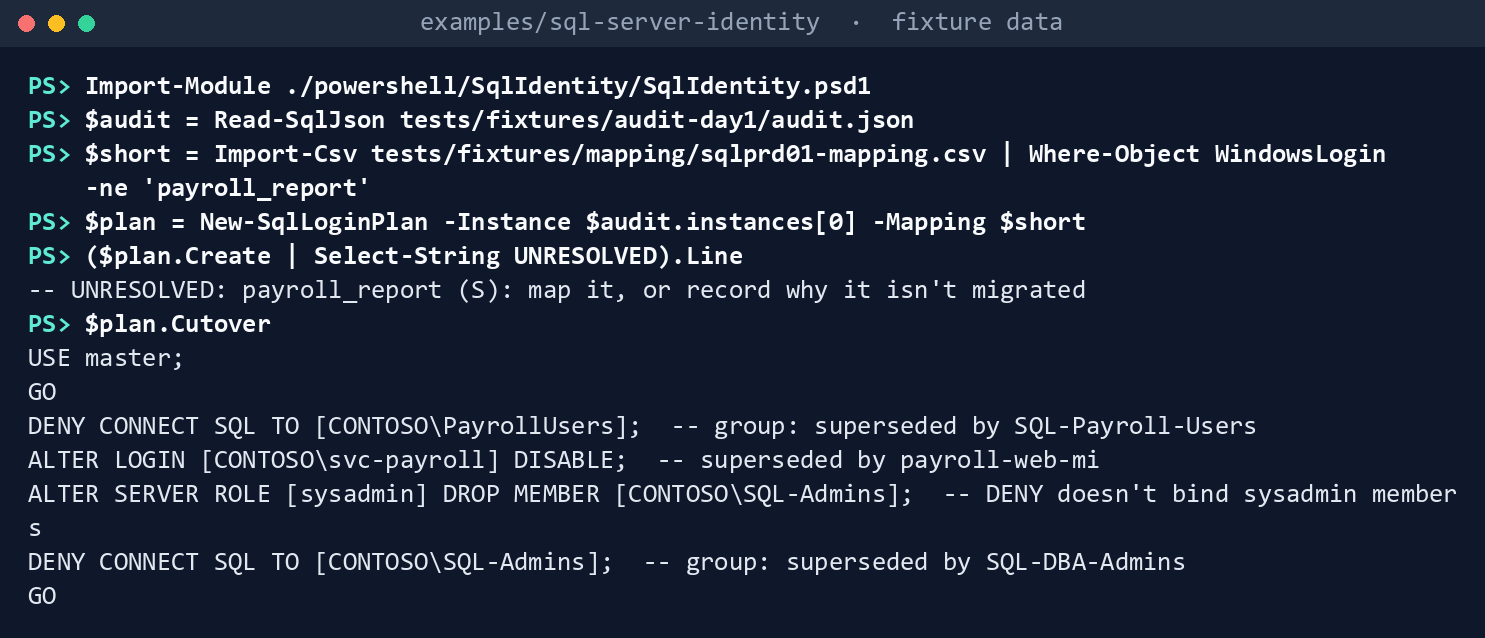 examples/sql-server-identity · fixture data
PS> Import-Module ./powershell/SqlIdentity/SqlIdentity.psd1
PS> $audit = Read-SqlJson tests/fixtures/audit-day1/audit.json
PS> $short = Import-Csv tests/fixtures/mapping/sqlprd01-mapping.csv | Where-Object WindowsLogin
-ne 'payroll_report'
PS> $plan = New-SqlLoginPlan -Instance $audit.instances[0] -Mapping $short
PS> ($plan.Create | Select-String UNRESOLVED).Line
-- UNRESOLVED: payroll_report (S): map it, or record why it isn't migrated
PS> $plan.Cutover
USE master;
GO
DENY CONNECT SQL TO [CONTOSO\PayrollUsers];  -- group: superseded by SQL-Payroll-Users
ALTER LOGIN [CONTOSO\svc-payroll] DISABLE;  -- superseded by payroll-web-mi
ALTER SERVER ROLE [sysadmin] DROP MEMBER [CONTOSO\SQL-Admins];  -- DENY doesn't bind sysadmin member
s
DENY CONNECT SQL TO [CONTOSO\SQL-Admins];  -- group: superseded by SQL-DBA-Admins
GO